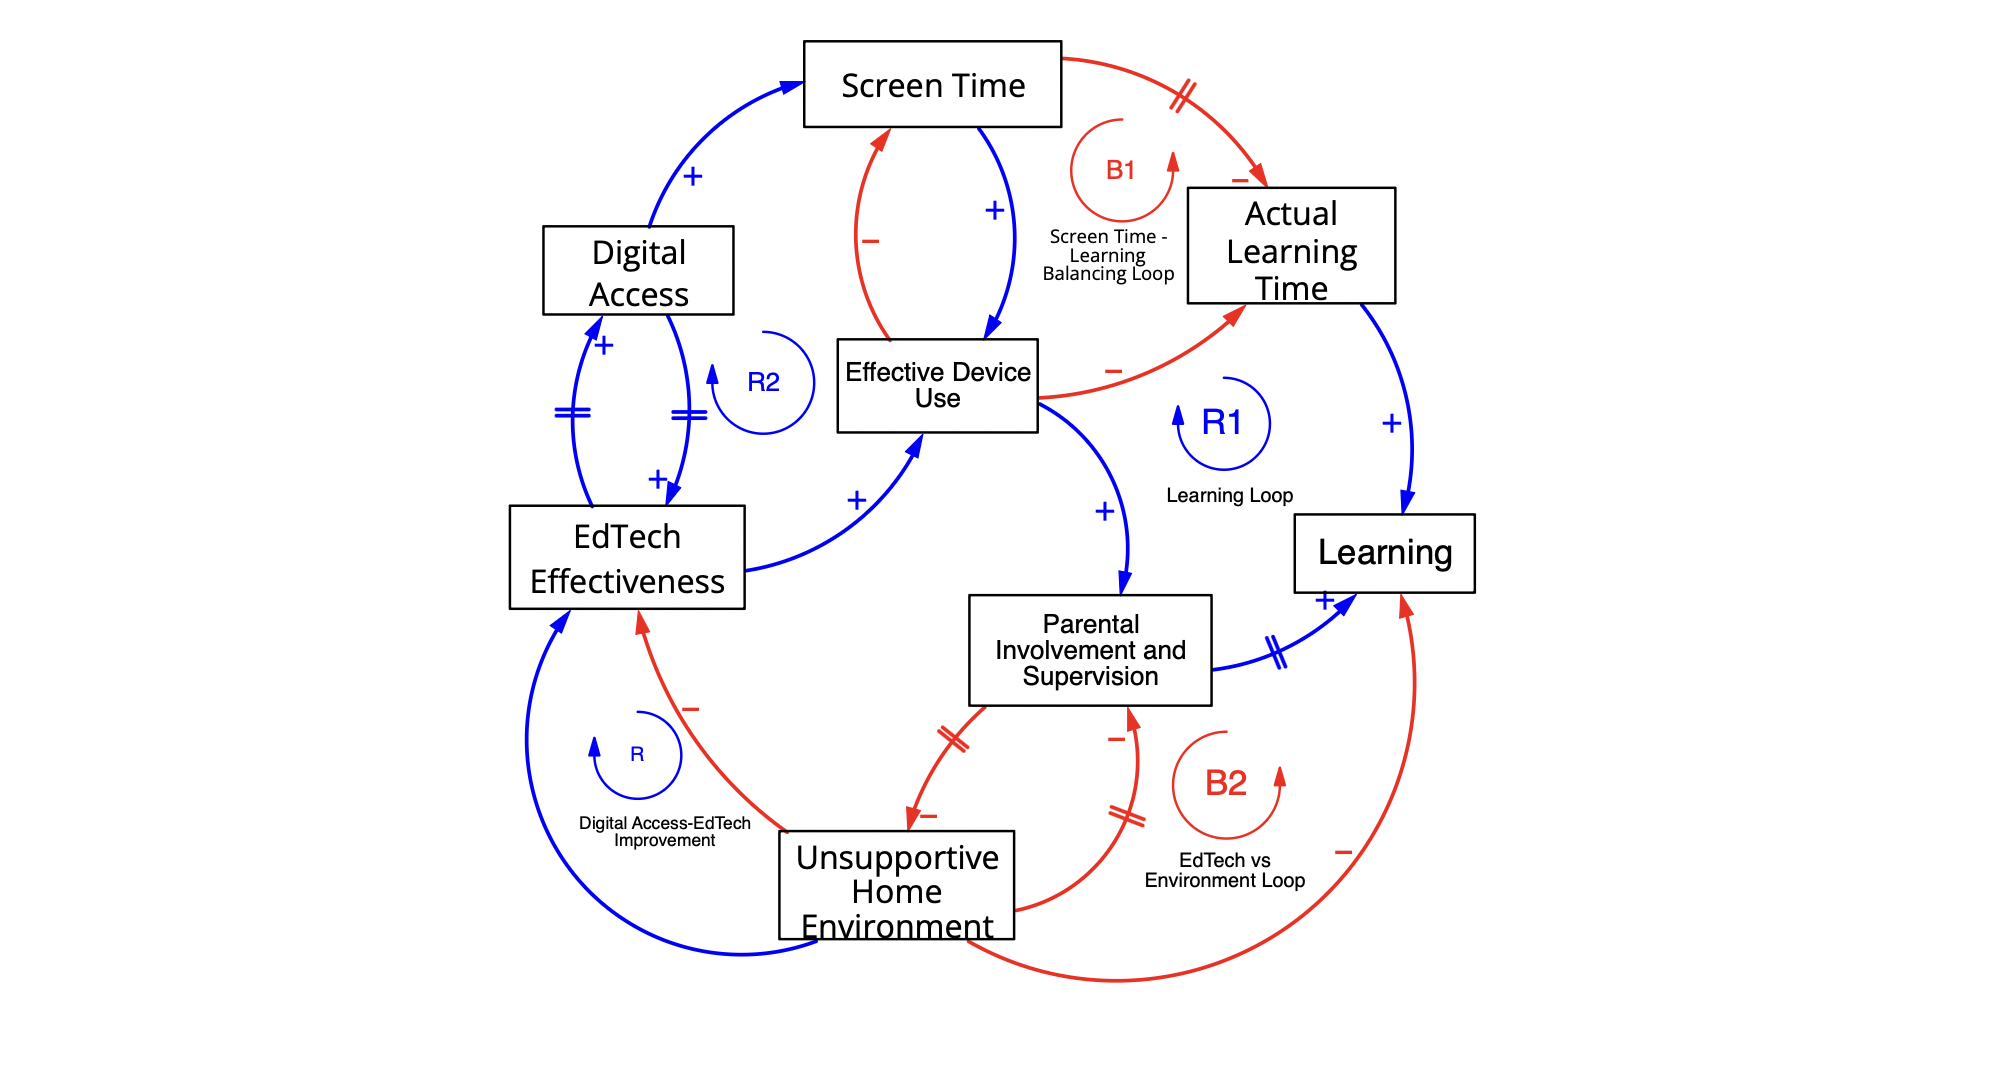 Screen Time
+
–
B1
Screen Time -
Learning
Balancing Loop
–
+
Actual
Learning
Time
Digital
Access
+
+
R2
Effective Device
Use
–
R1
Learning Loop
+
+
+
+
EdTech
Effectiveness
Learning
+
Parental
Involvement and
Supervision
–
R
Digital Access-EdTech
Improvement
–
–
B2
EdTech vs
Environment Loop
–
Unsupportive
Home
Environment